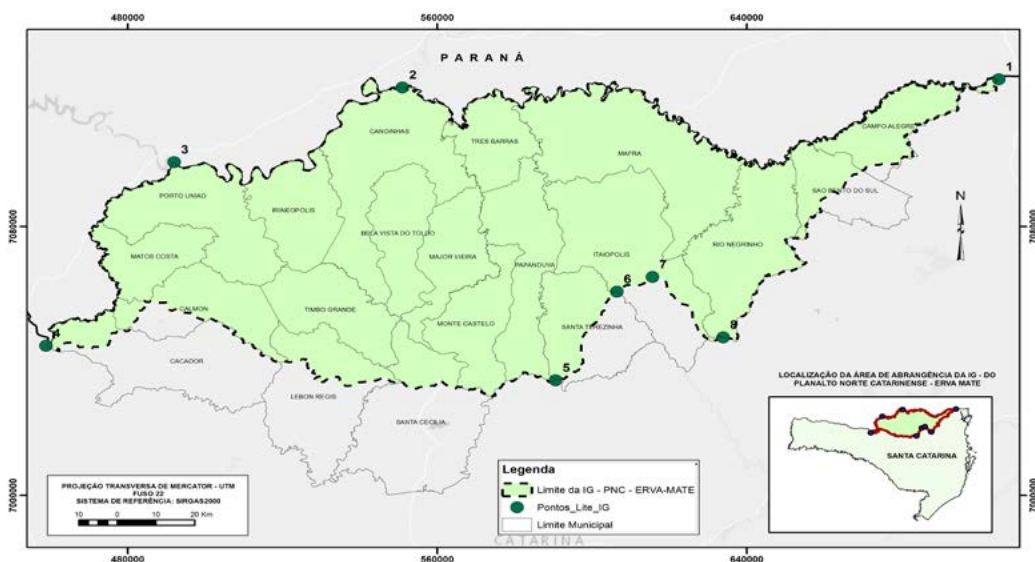 480000
560000
640000
PARANÁ
1
2
CANOINHAS
TRES BARRAS
CAMPO ALEGRE
3
MAFRA
PORTO UNIAO
SAO BENTO DO SUL
IRINEOPOLIS
N
7080000
7080000
BELA VISTA DO TOLDO
RIO NEGRINHO
MATOS COSTA
MAJOR VIEIRA
ITAIOPOLIS
PAPANDUVA
7
6
CALMON
TIMBO GRANDE
MONTE CASTELO
SANTA TEREZINHA
8
4
CACADOR
5
LEBON REGIS
SANTA CECILIA
LOCALIZAÇÃO DA ÁREA DE ABRANGÊNCIA DA IG - DO
PLANALTO NORTE CATARINENSE - ERVA MATE
SANTA CATARINA
PROJEÇÃO TRANSVERSA DE MERCATOR - UTM
FUSO 22
SISTEMA DE REFERÊNCIA: SIRGAS2000
10 0 10 20 Km
Legenda
Limite da IG - PNC - ERVA-MATE
Pontos_Lite_IG
Limite Municipal
7000000
7000000
CATARINA
480000
560000
640000